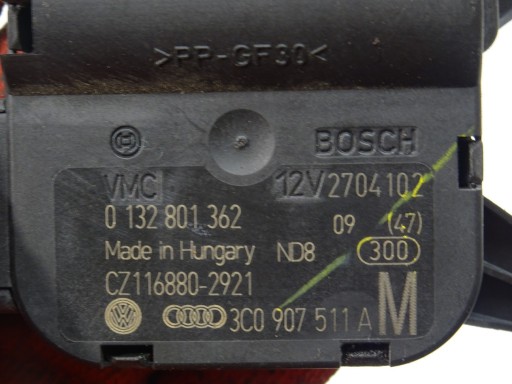 >PP-GF30<
BOSCH
VMC 12V 2704102
0 132 801 362 09 (47)
Made in Hungary ND8 300
CZ116880-2921
3C0 907 511 A M